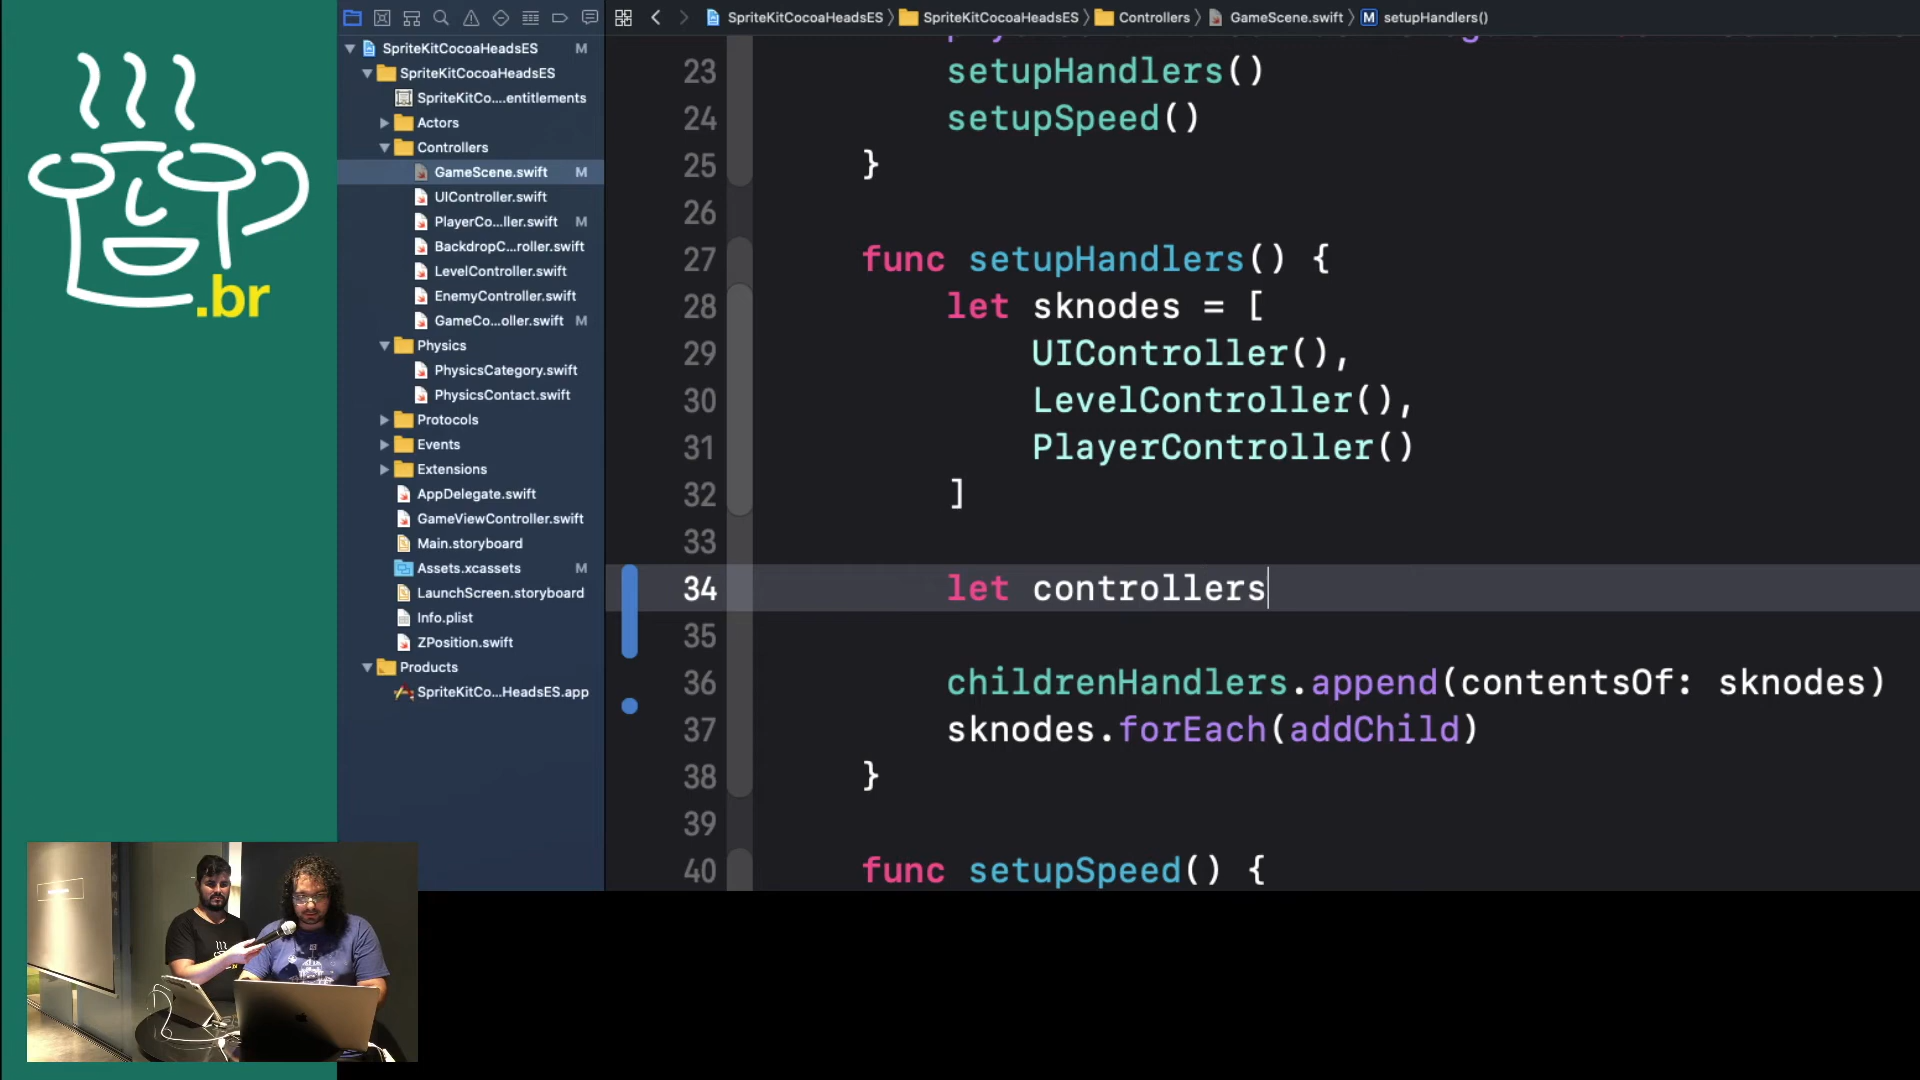 .br
SpriteKitCocoaHeadsES M
SpriteKitCocoaHeadsES
SpriteKitCo....entitlements
Actors
Controllers
GameScene.swift M
UIController.swift
PlayerCo...ller.swift M
BackdropC...roller.swift
LevelController.swift
EnemyController.swift
GameCo...oller.swift M
Physics
PhysicsCategory.swift
PhysicsContact.swift
Protocols
Events
Extensions
AppDelegate.swift
GameViewController.swift
Main.storyboard
Assets.xcassets M
LaunchScreen.storyboard
Info.plist
ZPosition.swift
Products
SpriteKitCo...HeadsES.app
SpriteKitCocoaHeadsES 〉 SpriteKitCocoaHeadsES 〉 Controllers 〉 GameScene.swift 〉 M setupHandlers()
23 setupHandlers()
24 setupSpeed()
25 }
26
27 func setupHandlers() {
28 let sknodes = [
29 UIController(),
30 LevelController(),
31 PlayerController()
32 ]
33
34 let controllers
35
36 childrenHandlers.append(contentsOf: sknodes)
37 sknodes.forEach(addChild)
38 }
39
40 func setupSpeed() {